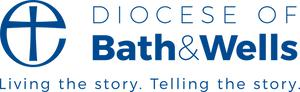 DIOCESE OF
Bath&Wells
Living the story. Telling the story.